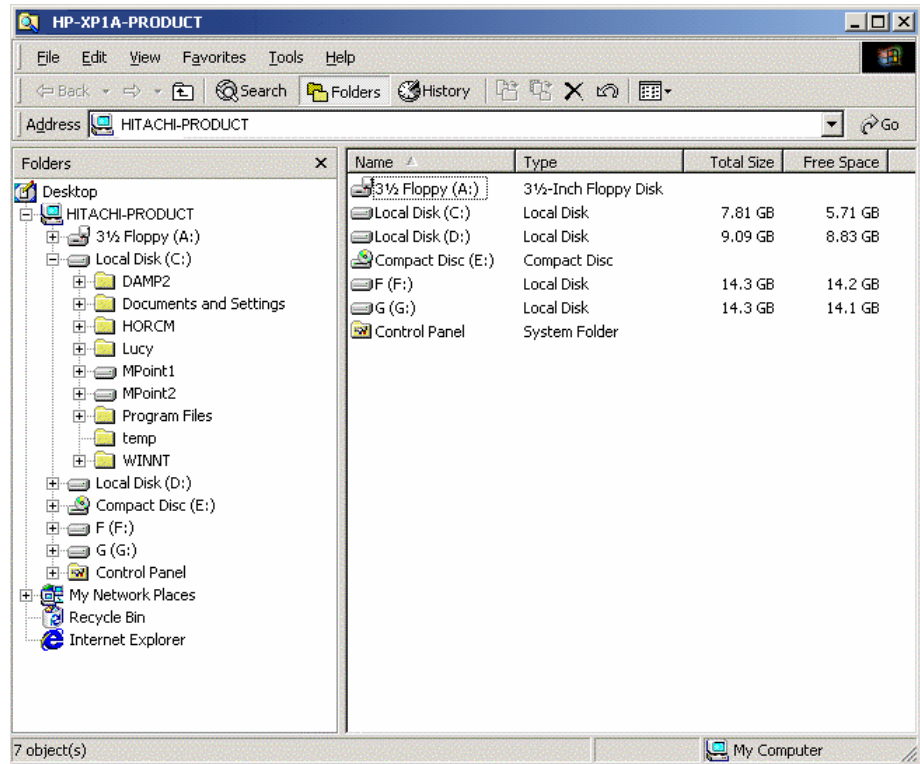 HP-XP1A-PRODUCT
File Edit View Favorites Tools Help
Back Search Folders History
Address HITACHI-PRODUCT Go
Folders
Desktop
HITACHI-PRODUCT
3½ Floppy (A:)
Local Disk (C:)
DAMP2
Documents and Settings
HORCM
Lucy
MPoint1
MPoint2
Program Files
temp
WINNT
Local Disk (D:)
Compact Disc (E:)
F (F:)
G (G:)
Control Panel
My Network Places
Recycle Bin
Internet Explorer
Name Type Total Size Free Space
3½ Floppy (A:) 3½-Inch Floppy Disk
Local Disk (C:) Local Disk 7.81 GB 5.71 GB
Local Disk (D:) Local Disk 9.09 GB 8.83 GB
Compact Disc (E:) Compact Disc
F (F:) Local Disk 14.3 GB 14.2 GB
G (G:) Local Disk 14.3 GB 14.1 GB
Control Panel System Folder
7 object(s) My Computer